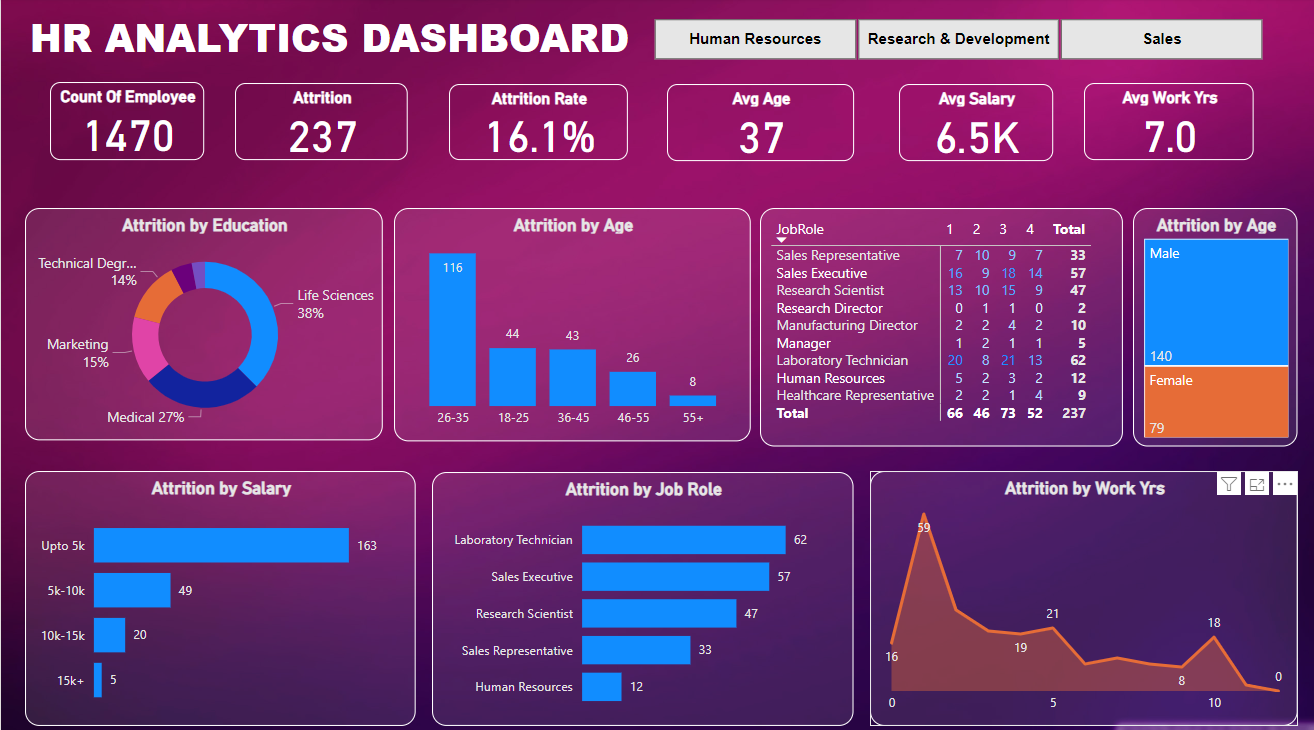 HR ANALYTICS DASHBOARD
Human Resources
Research & Development
Sales
Count Of Employee
1470
Attrition
237
Attrition Rate
16.1%
Avg Age
37
Avg Salary
6.5K
Avg Work Yrs
7.0
Attrition by Education
Technical Degr...
14%
Life Sciences
38%
Marketing
15%
Medical 27%
Attrition by Age
116
44
43
26
8
26-35 18-25 36-45 46-55 55+
JobRole 1 2 3 4 Total
Sales Representative 7 10 9 7 33
Sales Executive 16 9 18 14 57
Research Scientist 13 10 15 9 47
Research Director 0 1 1 0 2
Manufacturing Director 2 2 4 2 10
Manager 1 2 1 1 5
Laboratory Technician 20 8 21 13 62
Human Resources 5 2 3 2 12
Healthcare Representative 2 2 1 4 9
Total 66 46 73 52 237
Attrition by Age
Male
140
Female
79
Attrition by Salary
Upto 5k 163
5k-10k 49
10k-15k 20
15k+ 5
Attrition by Job Role
Laboratory Technician 62
Sales Executive 57
Research Scientist 47
Sales Representative 33
Human Resources 12
Attrition by Work Yrs
59
21
18
16
19
8
0
0 5 10